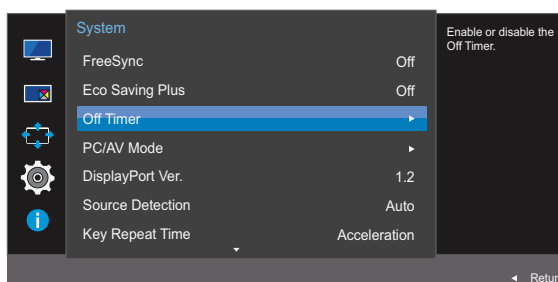 System
Enable or disable the
Off Timer.
FreeSync Off
Eco Saving Plus Off
Off Timer
PC/AV Mode
DisplayPort Ver. 1.2
Source Detection Auto
Key Repeat Time Acceleration
Retur